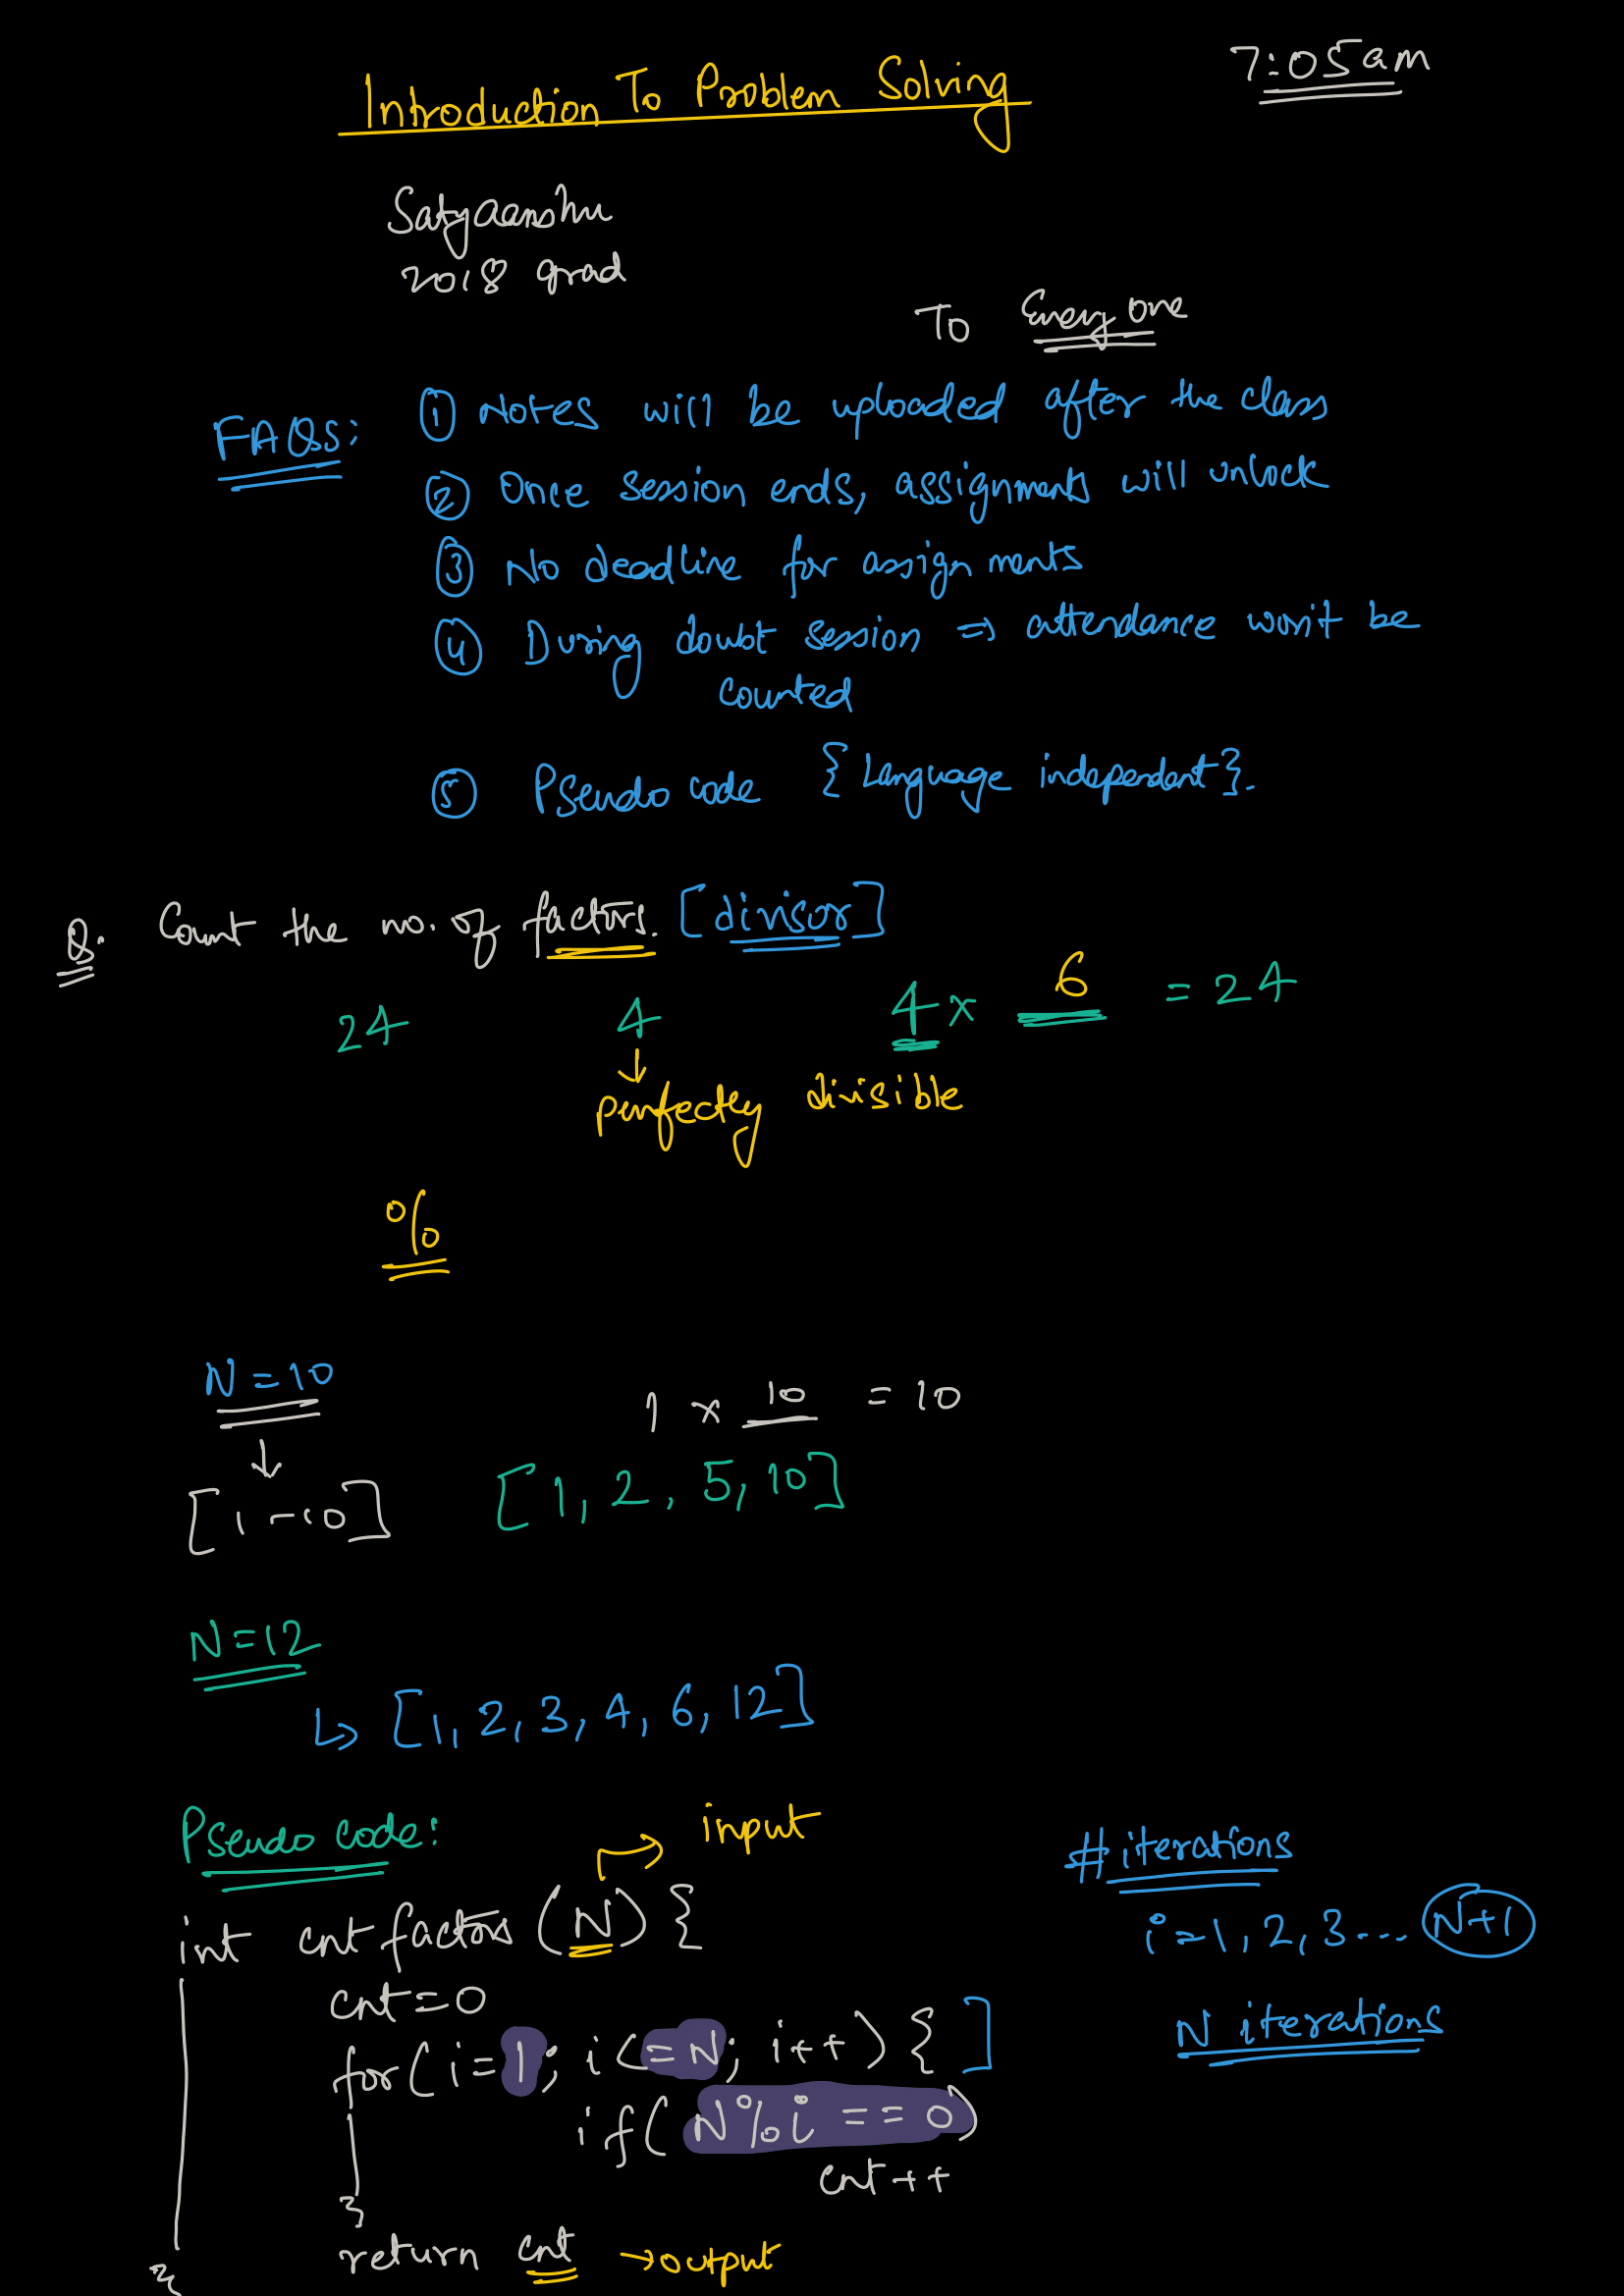 7:05am
Introduction To Problem Solving
Satyaanshu
2018 grad
To Everyone
FAQs:
① Notes will be uploaded after the class
② Once session ends, assignments will unlock
③ No deadline for assignments
④ During doubt session => attendance won't be
counted
⑤ Pseudo code {Language independent}.
Q. Count the no. of factors. [divisor]
24 4 4 x 6 = 24
↓
perfectly divisible
%
N=10
1 x 10 = 10
↓
[1-10] [1, 2, 5, 10]
N=12
↳ [1, 2, 3, 4, 6, 12]
Pseudo code:
input
#iterations
int cntfactors (N) {
i=1, 2, 3... N+1
cnt=0
N iterations
for( i=1; i<=N; i++) { ]
if( N%i == 0)
cnt++
}
return cnt → output
}